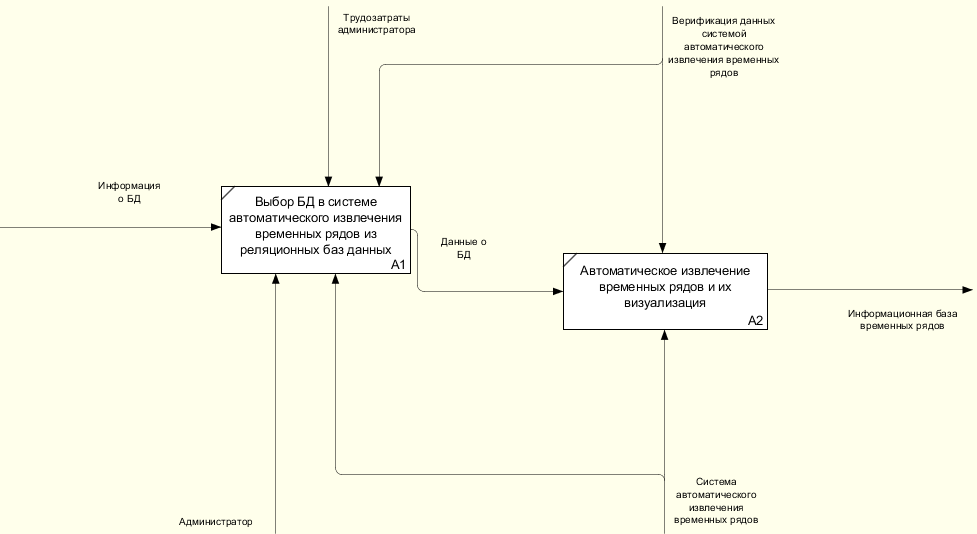 Трудозатраты
администратора
Верификация данных
системой
автоматического
извлечения временных
рядов
Информация
о БД
Выбор БД в системе
автоматического извлечения
временных рядов из
реляционных баз данных
A1
Данные о
БД
Автоматическое извлечение
временных рядов и их
визуализация
A2
Информационная база
временных рядов
Администратор
Система
автоматического
извлечения
временных рядов